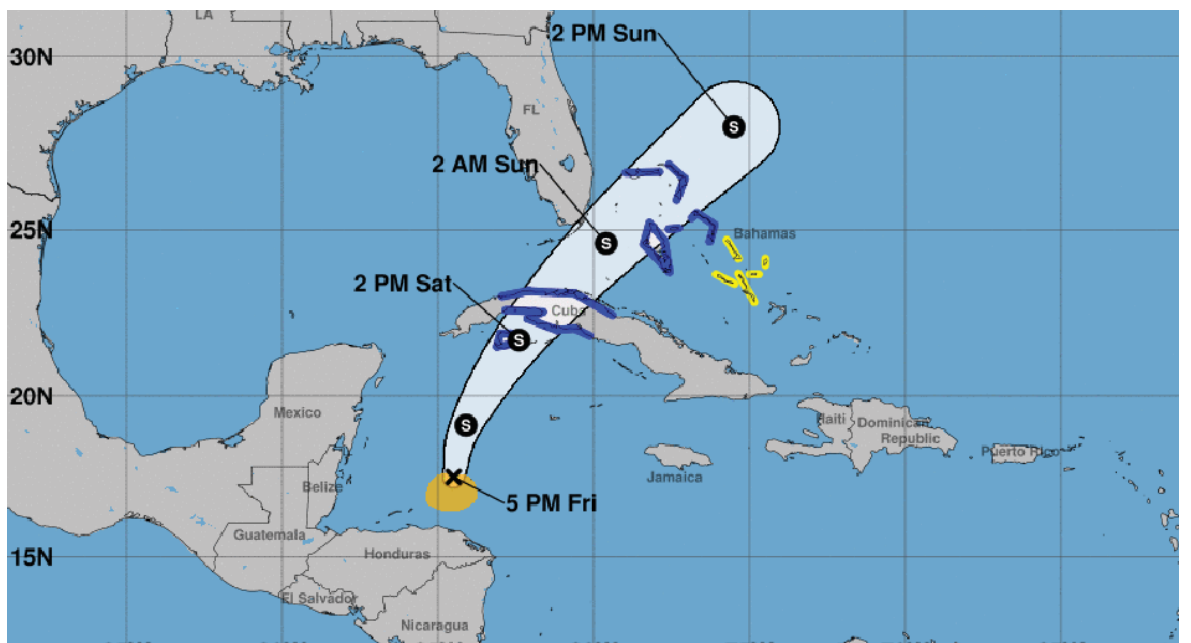 LA
2 PM Sun
30N
FL
2 AM Sun
25N
Bahamas
2 PM Sat
S
S
S
Cuba
20N
Mexico
S
Haiti
Dominican
Republic
Puerto Rico
Jamaica
Belize
5 PM Fri
Guatemala
15N
Honduras
El Salvador
Nicaragua